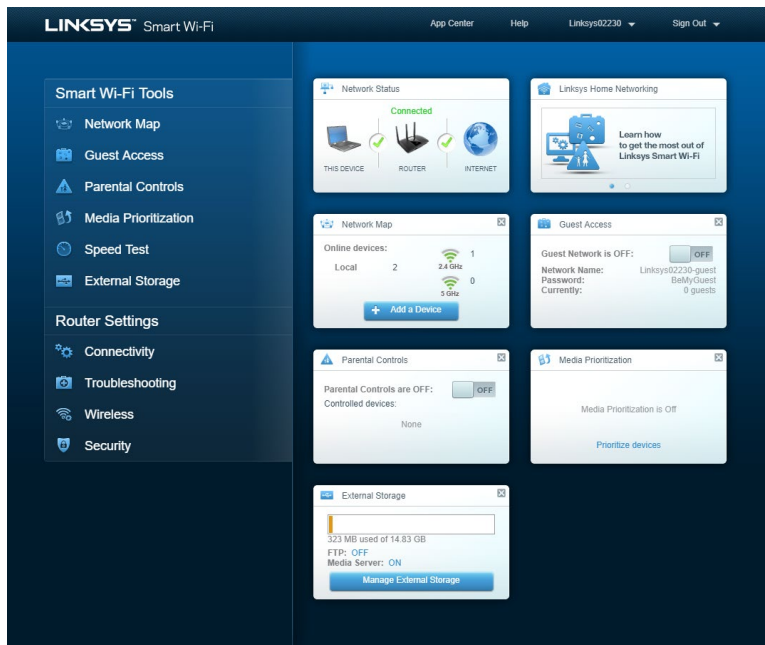 LINKSYS™ Smart Wi-Fi
App Center
Help
Linksys02230
Sign Out
Smart Wi-Fi Tools
Network Map
Guest Access
Parental Controls
Media Prioritization
Speed Test
External Storage
Router Settings
Connectivity
Troubleshooting
Wireless
Security
Network Status
Connected
THIS DEVICE
ROUTER
INTERNET
Linksys Home Networking
Learn how
to get the most out of
Linksys Smart Wi-Fi
Network Map
Online devices:
Local 2
1
2.4 GHz
0
5 GHz
+ Add a Device
Guest Access
Guest Network is OFF: OFF
Network Name: Linksys02230-guest
Password: BeMyGuest
Currently: 0 guests
Parental Controls
Parental Controls are OFF: OFF
Controlled devices:
None
Media Prioritization
Media Prioritization is Off
Prioritize devices
External Storage
323 MB used of 14.83 GB
FTP: OFF
Media Server: ON
Manage External Storage